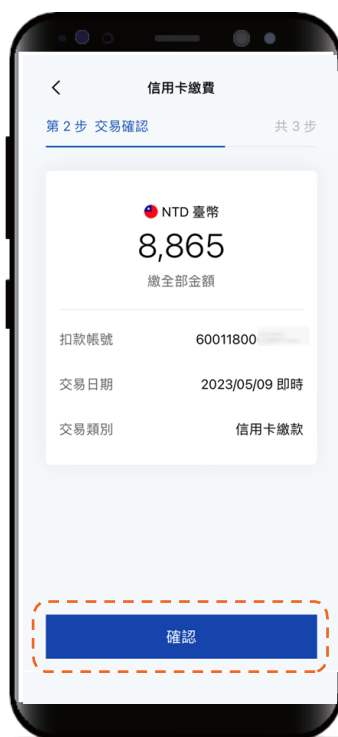 信用卡繳費
第 2 步 交易確認 共 3 步
NTD 臺幣
8,865
繳全部金額
扣款帳號 60011800
交易日期 2023/05/09 即時
交易類別 信用卡繳款
確認